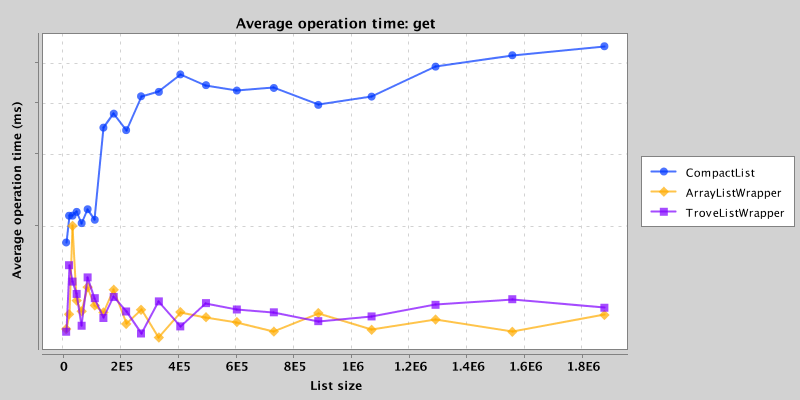 Average operation time: get
Average operation time (ms)
CompactList
ArrayListWrapper
TroveListWrapper
0 2E5 4E5 6E5 8E5 1E6 1.2E6 1.4E6 1.6E6 1.8E6
List size